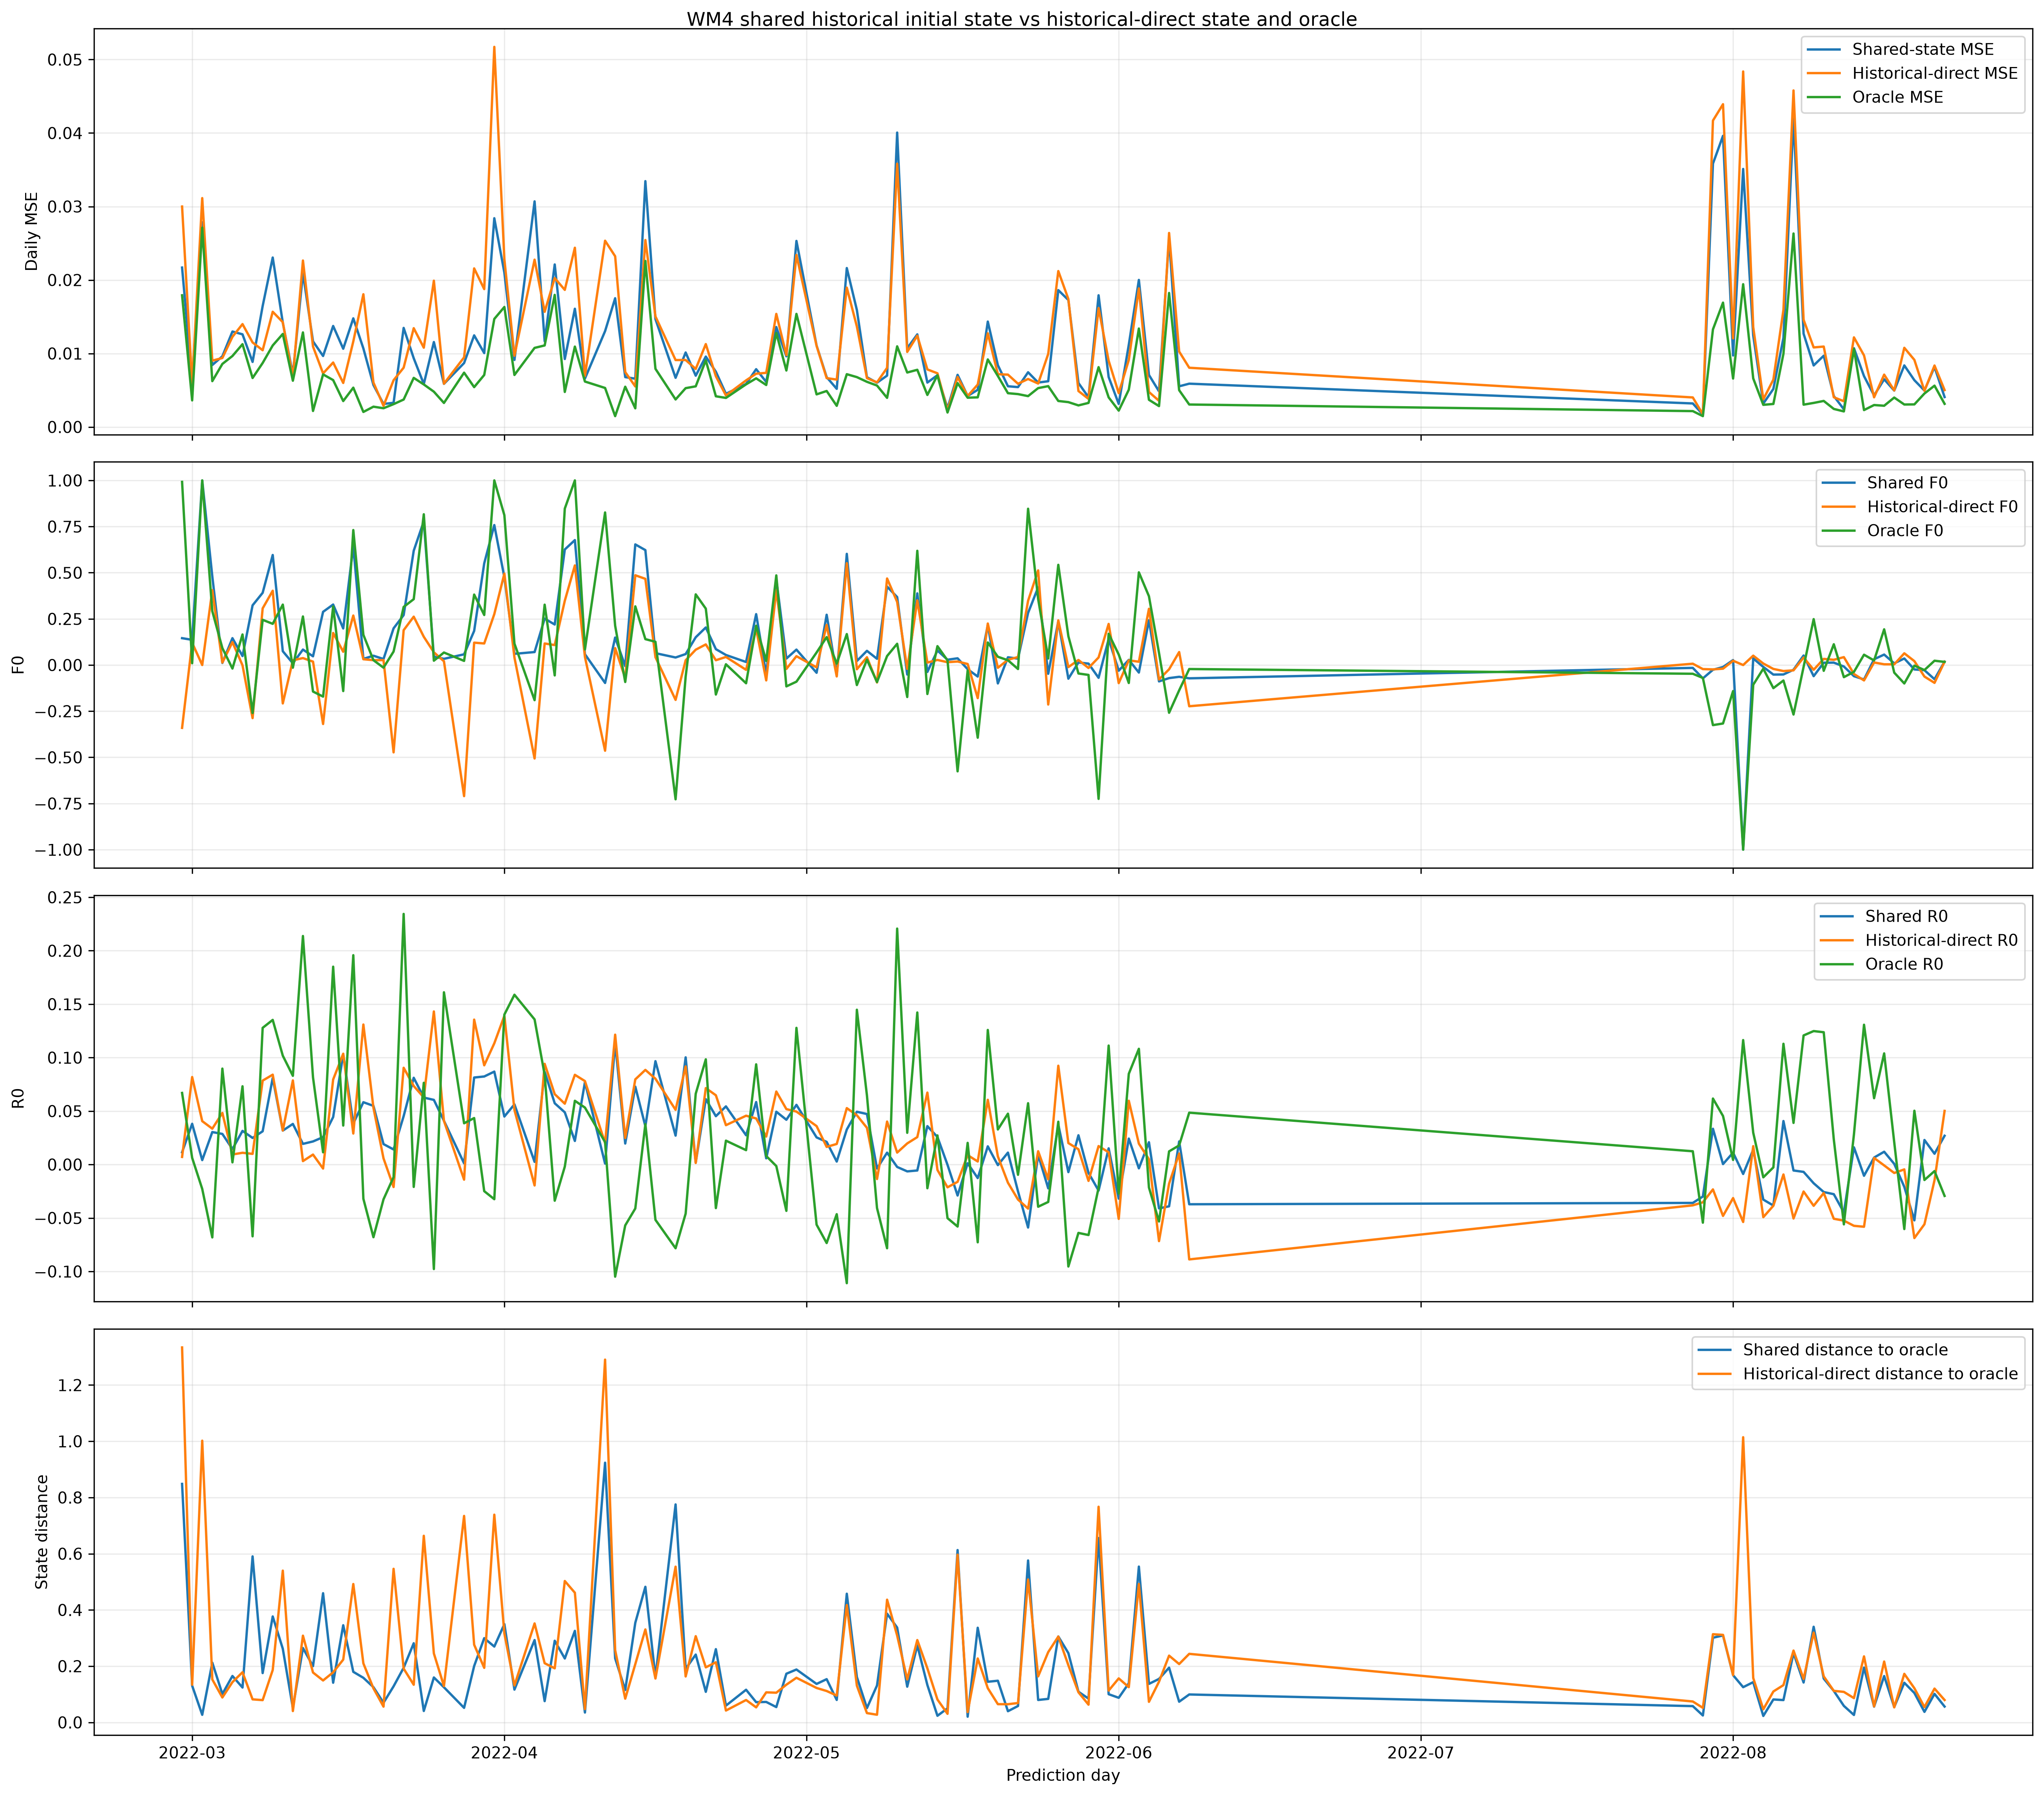 WM4 shared historical initial state vs historical-direct state and oracle
Daily MSE
0.05
0.04
0.03
0.02
0.01
0.00
Shared-state MSE
Historical-direct MSE
Oracle MSE
F0
1.00
0.75
0.50
0.25
0.00
−0.25
−0.50
−0.75
−1.00
Shared F0
Historical-direct F0
Oracle F0
R0
0.25
0.20
0.15
0.10
0.05
0.00
−0.05
−0.10
Shared R0
Historical-direct R0
Oracle R0
State distance
1.2
1.0
0.8
0.6
0.4
0.2
0.0
Shared distance to oracle
Historical-direct distance to oracle
2022-03 2022-04 2022-05 2022-06 2022-07 2022-08
Prediction day